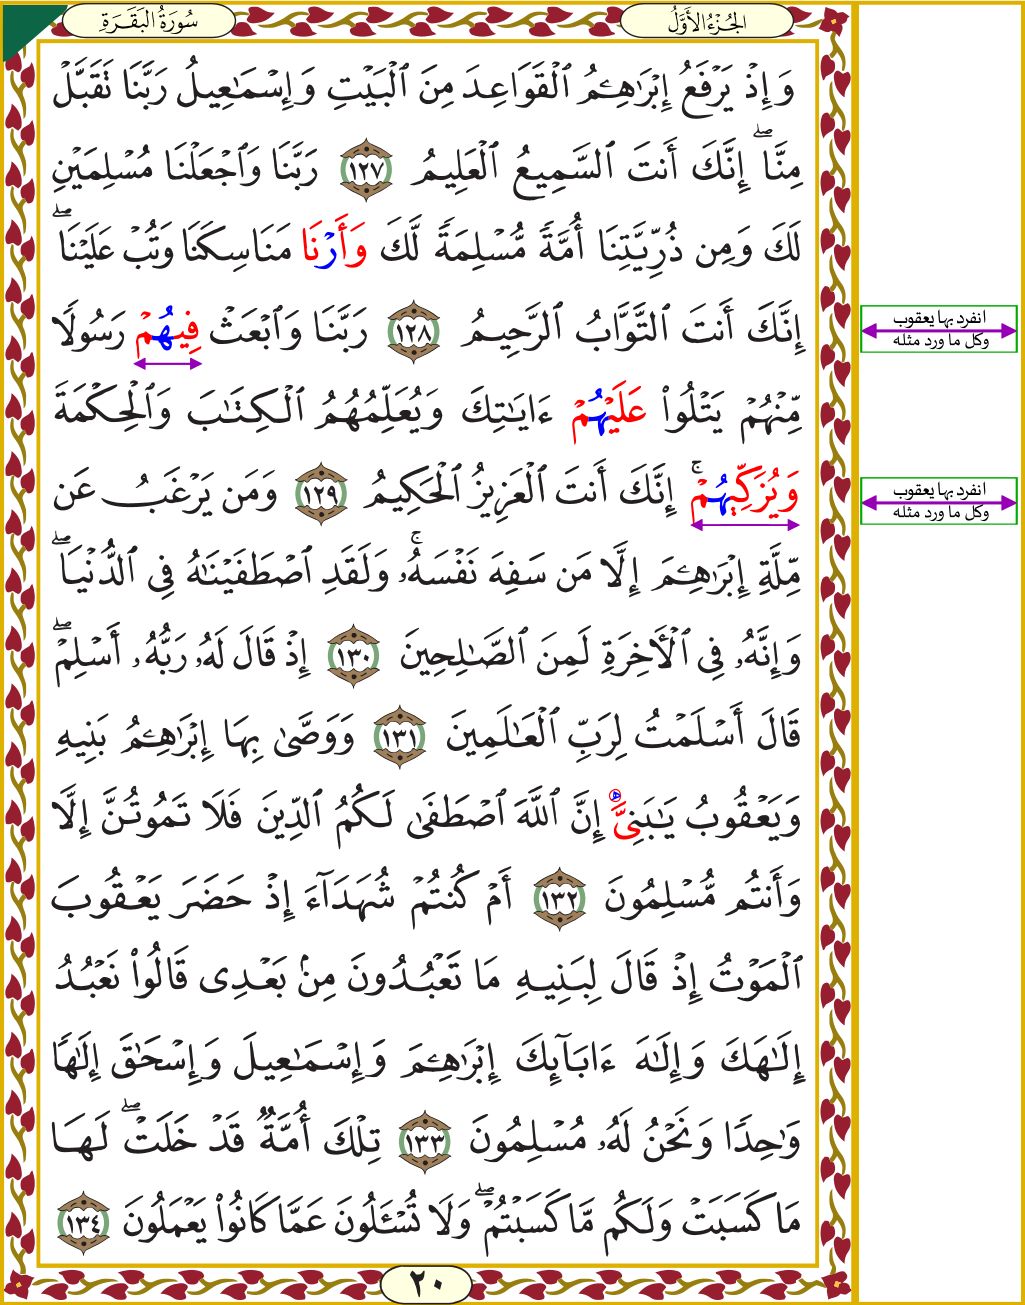 الجُزْءُ الأَوَّلُ
سُورَةُ البَقَرَةِ
وَإِذۡ يَرۡفَعُ إِبۡرَٰهِـۧمُ ٱلۡقَوَاعِدَ مِنَ ٱلۡبَيۡتِ وَإِسۡمَٰعِيلُ رَبَّنَا تَقَبَّلۡ
مِنَّاۖ إِنَّكَ أَنتَ ٱلسَّمِيعُ ٱلۡعَلِيمُ ١٢٧ رَبَّنَا وَٱجۡعَلۡنَا مُسۡلِمَيۡنِ
لَكَ وَمِن ذُرِّيَّتِنَا أُمَّةٗ مُّسۡلِمَةٗ لَّكَ وَأَرۡنَا مَنَاسِكَنَا وَتُبۡ عَلَيۡنَاۖ
إِنَّكَ أَنتَ ٱلتَّوَّابُ ٱلرَّحِيمُ ١٢٨ رَبَّنَا وَٱبۡعَثۡ فِيهُمۡ رَسُولٗا
مِّنۡهُمۡ يَتۡلُواْ عَلَيۡهُمۡ ءَايَٰتِكَ وَيُعَلِّمُهُمُ ٱلۡكِتَٰبَ وَٱلۡحِكۡمَةَ
وَيُزَكِّيهُمۡۚ إِنَّكَ أَنتَ ٱلۡعَزِيزُ ٱلۡحَكِيمُ ١٢٩ وَمَن يَرۡغَبُ عَن
مِّلَّةِ إِبۡرَٰهِـۧمَ إِلَّا مَن سَفِهَ نَفۡسَهُۥۚ وَلَقَدِ ٱصۡطَفَيۡنَٰهُ فِي ٱلدُّنۡيَاۖ
وَإِنَّهُۥ فِي ٱلۡأٓخِرَةِ لَمِنَ ٱلصَّٰلِحِينَ ١٣٠ إِذۡ قَالَ لَهُۥ رَبُّهُۥ أَسۡلِمۡۖ
قَالَ أَسۡلَمۡتُ لِرَبِّ ٱلۡعَٰلَمِينَ ١٣١ وَوَصَّىٰ بِهَا إِبۡرَٰهِـۧمُ بَنِيهِ
وَيَعۡقُوبُ يَٰبَنِيَّ إِنَّ ٱللَّهَ ٱصۡطَفَىٰ لَكُمُ ٱلدِّينَ فَلَا تَمُوتُنَّ إِلَّا
وَأَنتُم مُّسۡلِمُونَ ١٣٢ أَمۡ كُنتُمۡ شُهَدَآءَ إِذۡ حَضَرَ يَعۡقُوبَ
ٱلۡمَوۡتُ إِذۡ قَالَ لِبَنِيهِ مَا تَعۡبُدُونَ مِنۢ بَعۡدِي قَالُواْ نَعۡبُدُ
إِلَٰهَكَ وَإِلَٰهَ ءَابَآئِكَ إِبۡرَٰهِـۧمَ وَإِسۡمَٰعِيلَ وَإِسۡحَٰقَ إِلَٰهٗا
وَٰحِدٗا وَنَحۡنُ لَهُۥ مُسۡلِمُونَ ١٣٣ تِلۡكَ أُمَّةٞ قَدۡ خَلَتۡۖ لَهَا
مَا كَسَبَتۡ وَلَكُم مَّا كَسَبۡتُمۡۖ وَلَا تُسۡـَٔلُونَ عَمَّا كَانُواْ يَعۡمَلُونَ ١٣٤
انفرد بها يعقوب
وكل ما ورد مثله
انفرد بها يعقوب
وكل ما ورد مثله
٢٠